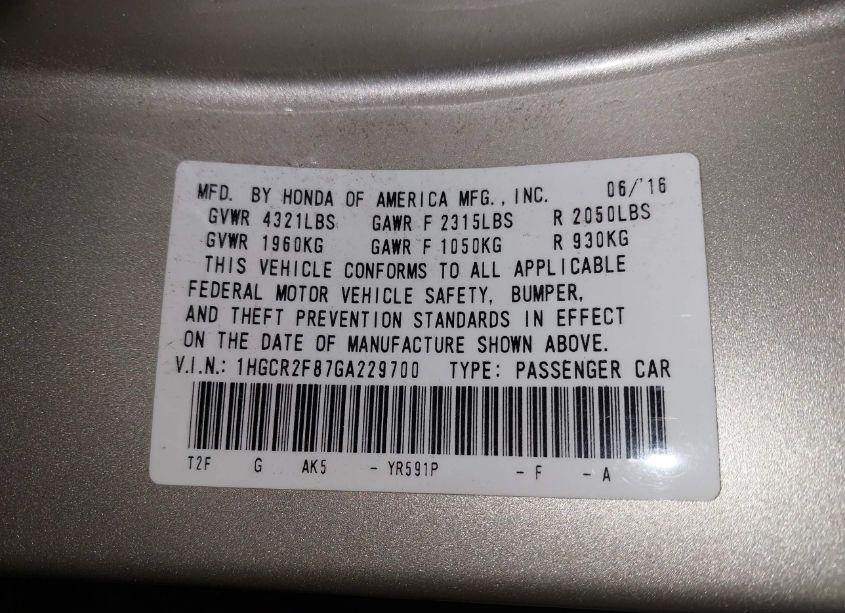 MFD. BY HONDA OF AMERICA MFG., INC. 06/'16
GVWR 4321LBS GAWR F 2315LBS R 2050LBS
GVWR 1960KG GAWR F 1050KG R 930KG
THIS VEHICLE CONFORMS TO ALL APPLICABLE
FEDERAL MOTOR VEHICLE SAFETY, BUMPER,
AND THEFT PREVENTION STANDARDS IN EFFECT
ON THE DATE OF MANUFACTURE SHOWN ABOVE.
V.I.N.: 1HGCR2F87GA229700 TYPE: PASSENGER CAR
T2F G AK5 - YR591P - F - A